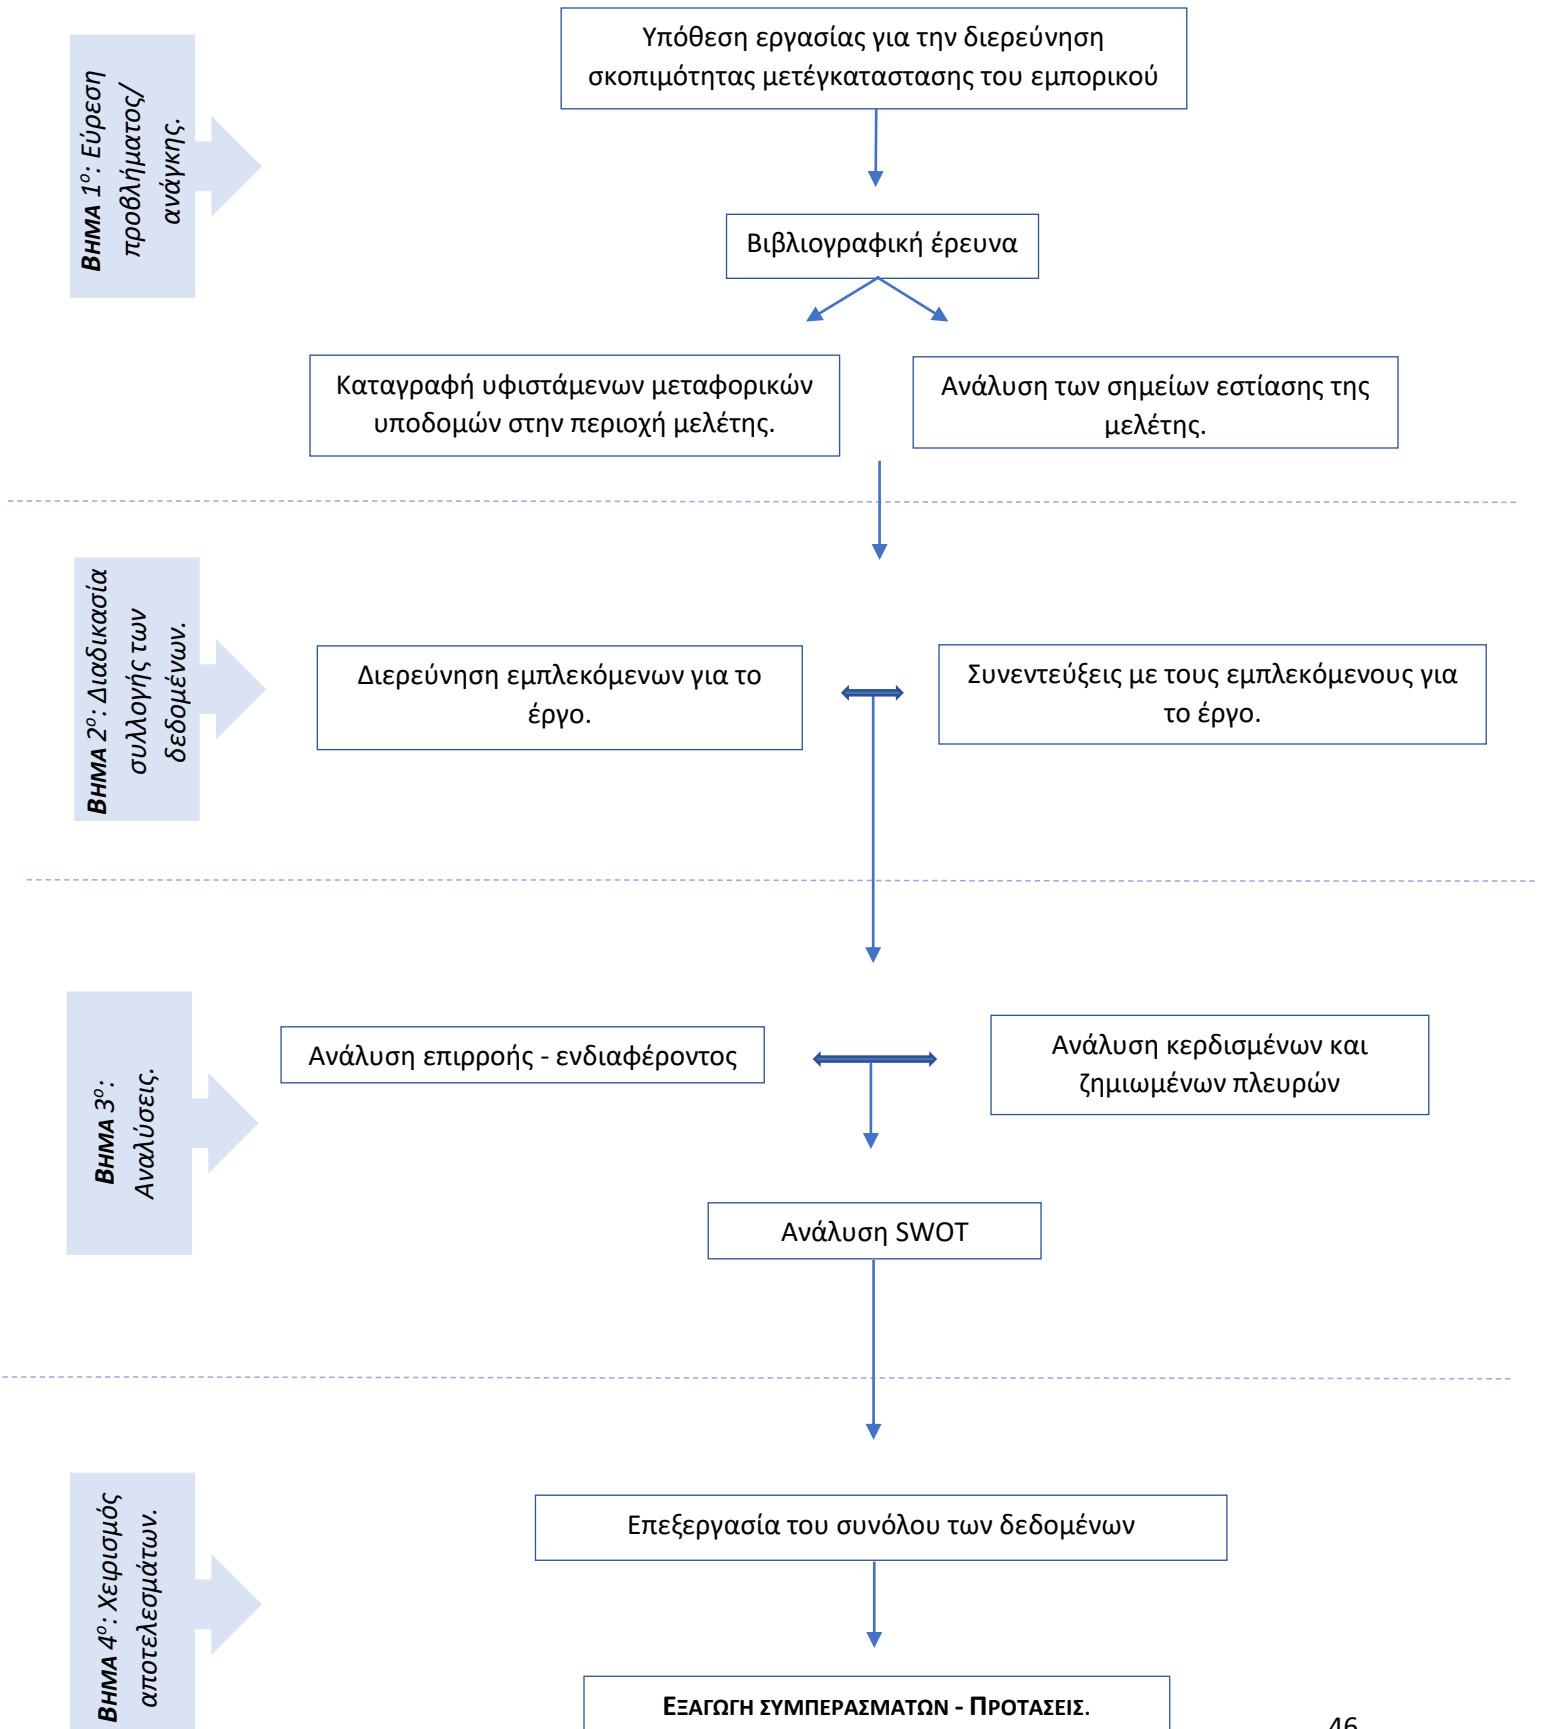 Υπόθεση εργασίας για την διερεύνηση
σκοπιμότητας μετέγκαταστασης του εμπορικού
ΒΗΜΑ 1ο: Εύρεση
προβλήματος/
ανάγκης.
Βιβλιογραφική έρευνα
Καταγραφή υφιστάμενων μεταφορικών
υποδομών στην περιοχή μελέτης.
Ανάλυση των σημείων εστίασης της
μελέτης.
ΒΗΜΑ 2ο: Διαδικασία
συλλογής των
δεδομένων.
Διερεύνηση εμπλεκόμενων για το
έργο.
Συνεντεύξεις με τους εμπλεκόμενους για
το έργο.
ΒΗΜΑ 3ο:
Αναλύσεις.
Ανάλυση επιρροής - ενδιαφέροντος
Ανάλυση κερδισμένων και
ζημιωμένων πλευρών
Ανάλυση SWOT
ΒΗΜΑ 4ο: Χειρισμός
αποτελεσμάτων.
Επεξεργασία του συνόλου των δεδομένων
ΕΞΑΓΩΓΗ ΣΥΜΠΕΡΑΣΜΑΤΩΝ - ΠΡΟΤΑΣΕΙΣ.
46